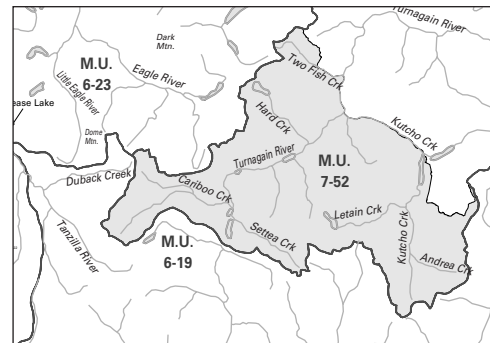 Turnagain River
Dark
Mtn.
M.U.
6-23
Eagle River
Little Eagle River
Two Fish Crk
ease Lake
Hard Crk
Kutcho Crk
Dome
Mtn.
Turnagain River
M.U.
7-52
Duback Creek
Cariboo Crk
Letain Crk
Tanzilla River
Settea Crk
M.U.
6-19
Kutcho Crk
Andrea Crk